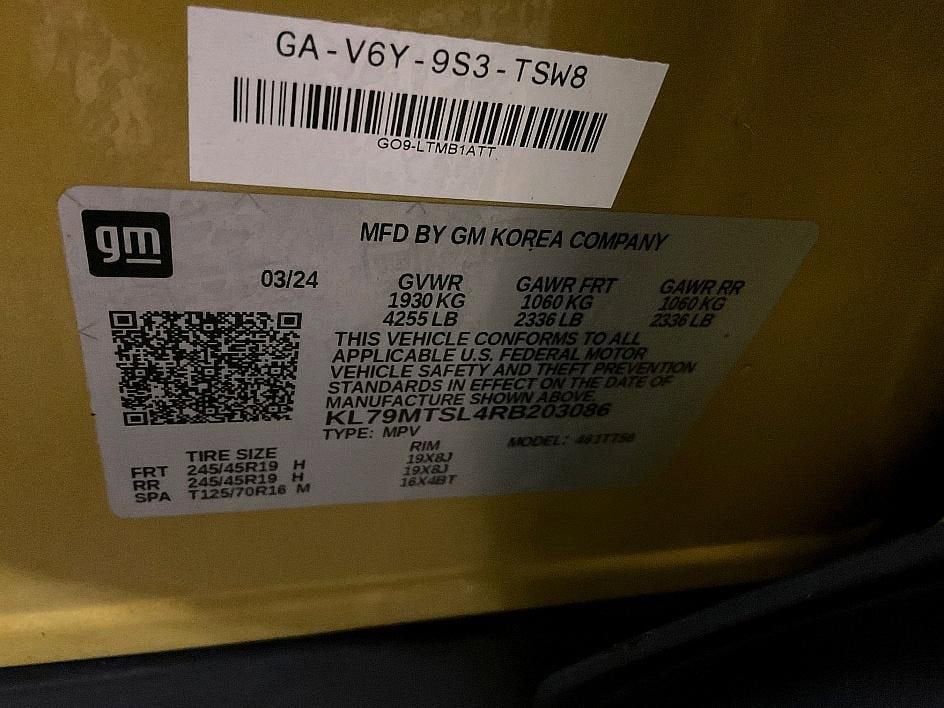 GA-V6Y-9S3-TSW8
GO9-LTMB1ATT
gm
MFD BY GM KOREA COMPANY
03/24
GVWR GAWR FRT GAWR RR
1930 KG 1060 KG 1060 KG
4255 LB 2336 LB 2336 LB
THIS VEHICLE CONFORMS TO ALL
APPLICABLE U.S. FEDERAL MOTOR
VEHICLE SAFETY AND THEFT PREVENTION
STANDARDS IN EFFECT ON THE DATE OF
MANUFACTURE SHOWN ABOVE.
KL79MTSL4RB203086
TYPE: MPV MODEL:
TIRE SIZE RIM
FRT 245/45R19 H 19X8J
RR 245/45R19 H 19X8J
SPA T125/70R16 M 16X4BT